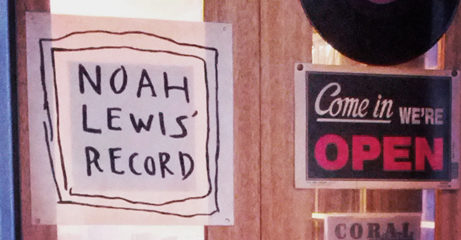 NOAH
LEWIS'
RECORD
Come in WE'RE
OPEN
CORAL